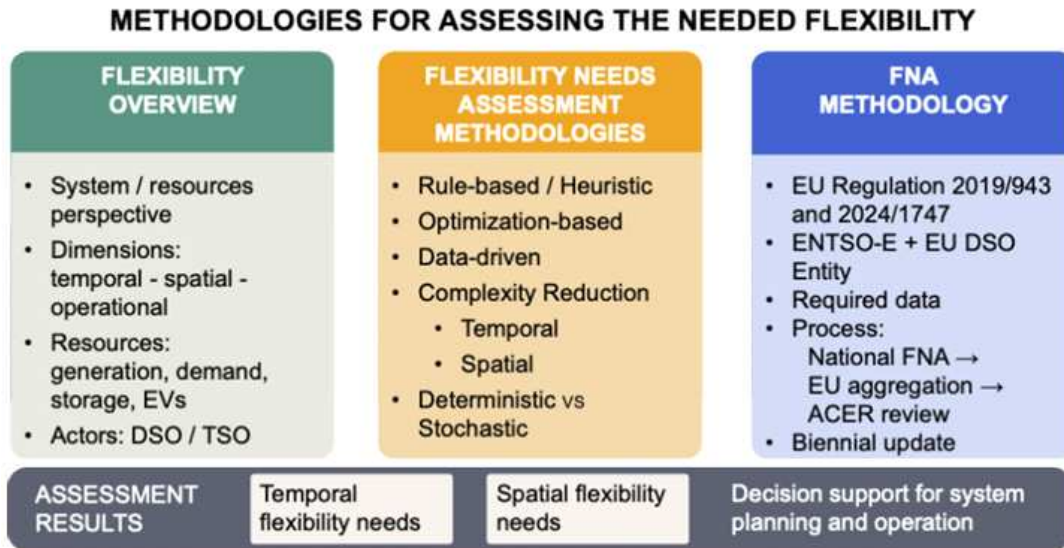 METHODOLOGIES FOR ASSESSING THE NEEDED FLEXIBILITY
FLEXIBILITY
OVERVIEW
• System / resources
perspective
• Dimensions:
temporal - spatial -
operational
• Resources:
generation, demand,
storage, EVs
• Actors: DSO / TSO
FLEXIBILITY NEEDS
ASSESSMENT
METHODOLOGIES
• Rule-based / Heuristic
• Optimization-based
• Data-driven
• Complexity Reduction
• Temporal
• Spatial
• Deterministic vs
Stochastic
FNA
METHODOLOGY
• EU Regulation 2019/943
and 2024/1747
• ENTSO-E + EU DSO
Entity
• Required data
• Process:
National FNA →
EU aggregation →
ACER review
• Biennial update
ASSESSMENT
RESULTS
Temporal
flexibility needs
Spatial flexibility
needs
Decision support for system
planning and operation